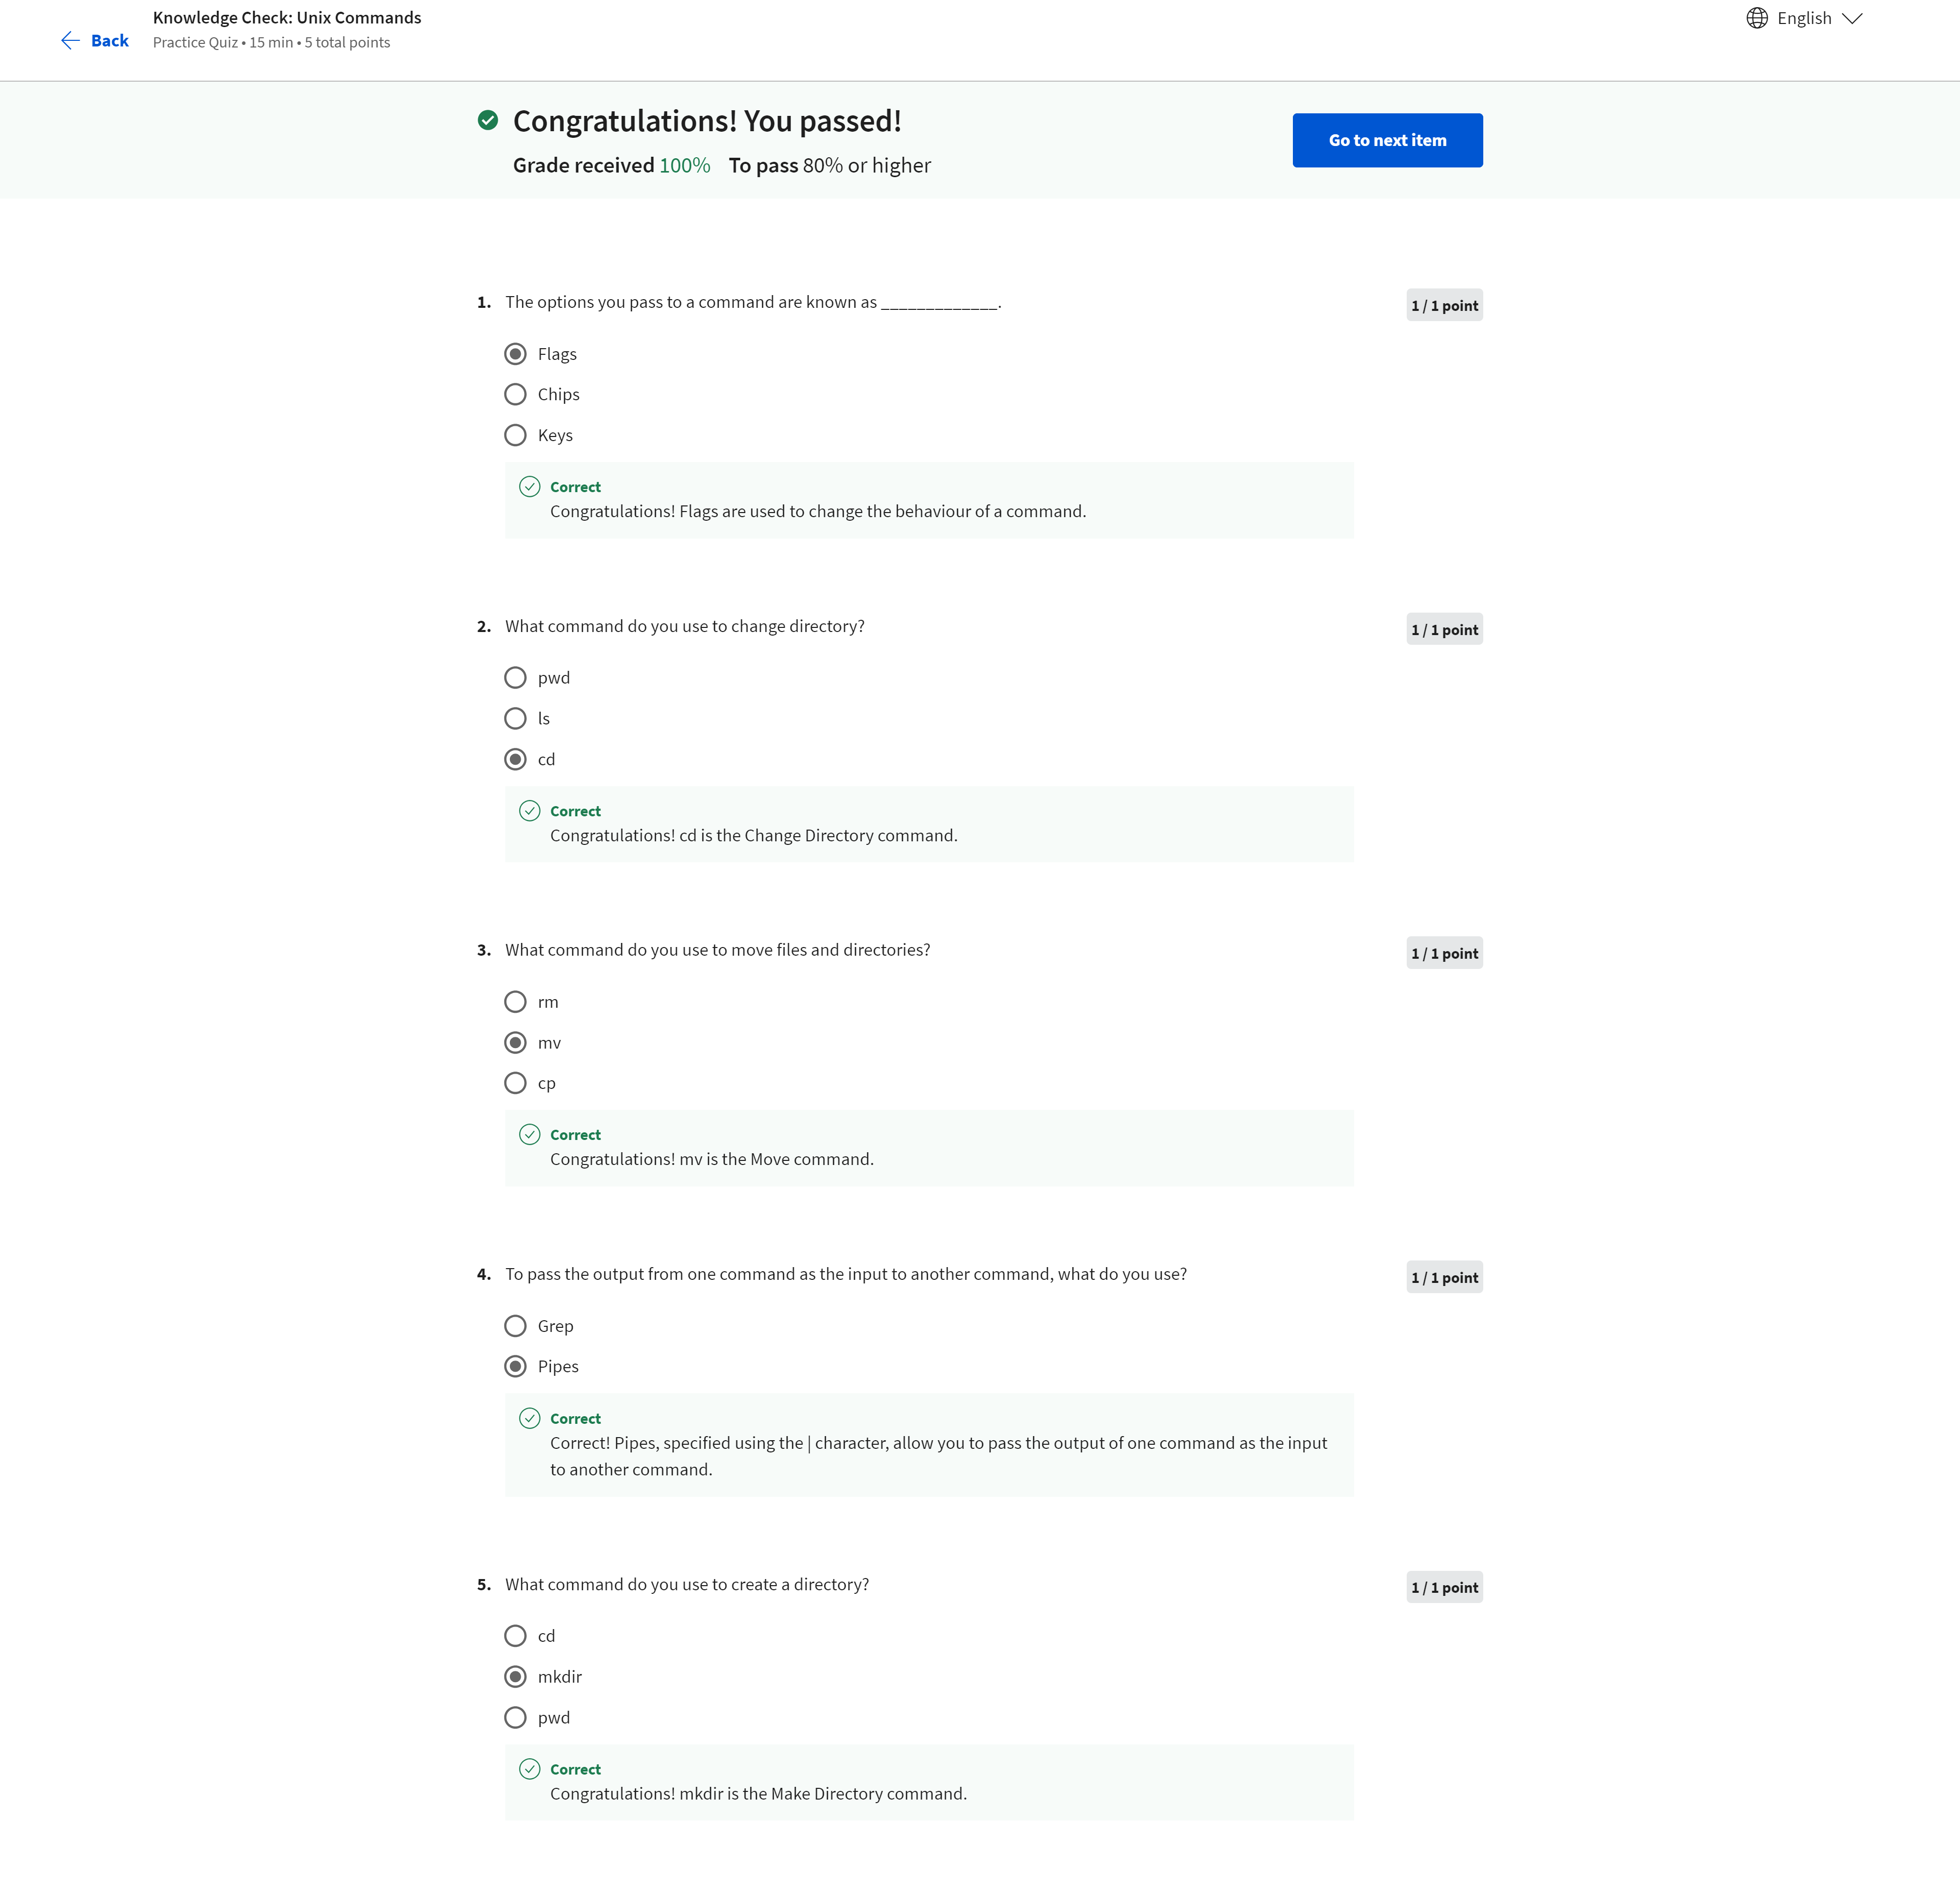 Knowledge Check: Unix Commands
Back
Practice Quiz • 15 min • 5 total points
English
Congratulations! You passed!
Grade received 100% To pass 80% or higher
Go to next item
1. The options you pass to a command are known as _____________.
1 / 1 point
Flags
Chips
Keys
Correct
Congratulations! Flags are used to change the behaviour of a command.
2. What command do you use to change directory?
1 / 1 point
pwd
ls
cd
Correct
Congratulations! cd is the Change Directory command.
3. What command do you use to move files and directories?
1 / 1 point
rm
mv
cp
Correct
Congratulations! mv is the Move command.
4. To pass the output from one command as the input to another command, what do you use?
1 / 1 point
Grep
Pipes
Correct
Correct! Pipes, specified using the | character, allow you to pass the output of one command as the input
to another command.
5. What command do you use to create a directory?
1 / 1 point
cd
mkdir
pwd
Correct
Congratulations! mkdir is the Make Directory command.